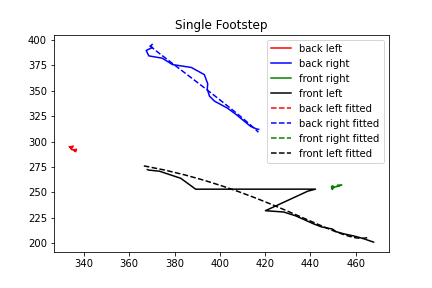 Single Footstep
400
375
350
325
300
275
250
225
200
340
360
380
400
420
440
460
back left
back right
front right
front left
back left fitted
back right fitted
front right fitted
front left fitted